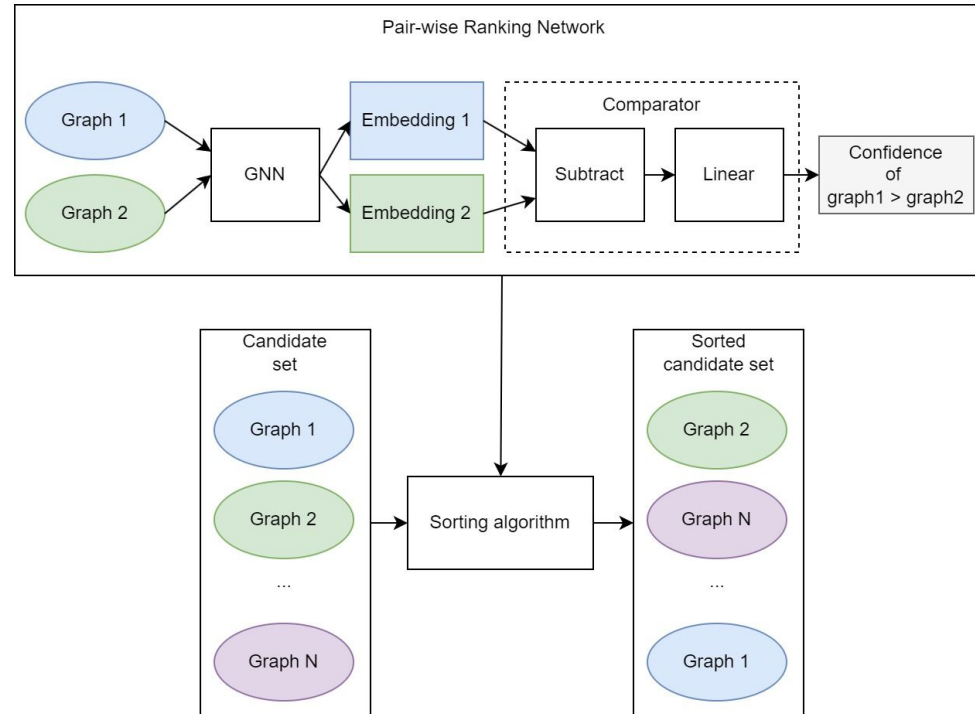 Pair-wise Ranking Network
Graph 1
Graph 2
GNN
Embedding 1
Embedding 2
Comparator
Subtract
Linear
Confidence
of
graph1 > graph2
Candidate
set
Graph 1
Graph 2
...
Graph N
Sorting algorithm
Sorted
candidate set
Graph 2
Graph N
...
Graph 1